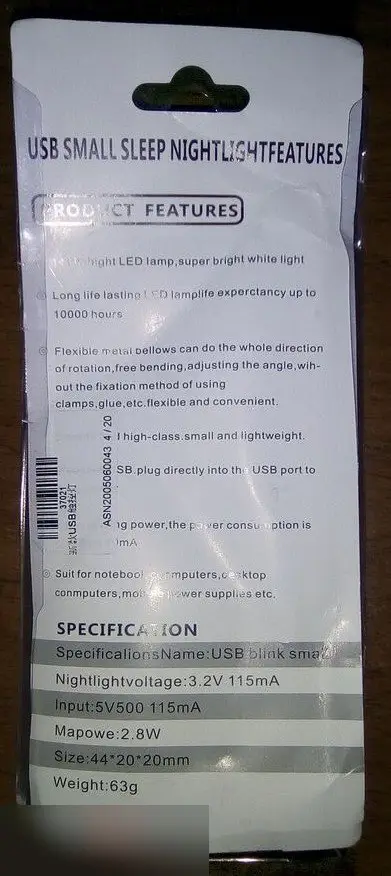 USB SMALL SLEEP NIGHTLIGHTFEATURES
PRODUCT FEATURES
LED lamp,super bright white light
Long life lasting LED lamplife experctancy up to
10000 hours
Flexible metal bellows can do the whole direction
of rotation,free bending,adjusting the angle,wih-
out the fixation method of using
clamps,glue,etc.flexible and convenient.
high-class.small and lightweight.
SB.plug directly into the USB port to
power,the power consumption is
mA
Suit for notebook conmputers,desktop
conmputers,mobile power supplies etc.
37021
ASN2005060043 4/20
SPECIFICATION
SpecificalionsName:USB blink small
Nightlightvoltage:3.2V 115mA
Input:5V500 115mA
Mapowe:2.8W
Size:44*20*20mm
Weight:63g